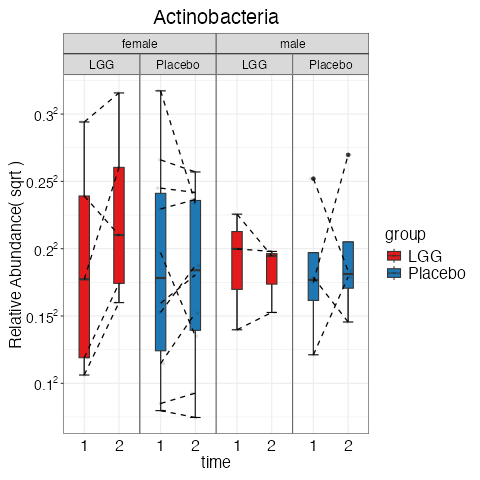 Actinobacteria
female male
LGG Placebo LGG Placebo
Relative Abundance( sqrt )
0.3²
0.25²
0.2²
0.15²
0.1²
group
LGG
Placebo
1 2 1 2 1 2 1 2
time